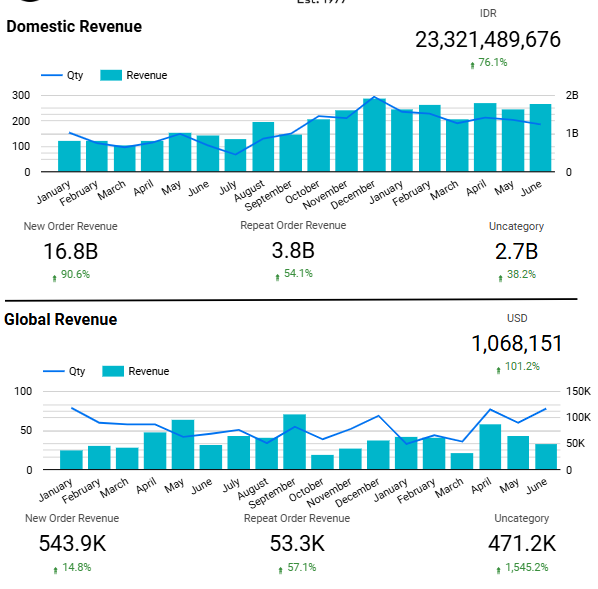 Est. 1977
Domestic Revenue
IDR
23,321,489,676
76.1%
Qty Revenue
300 2B
200
100 1B
0 0
January February March April May June July August September October November December January February March April May June
New Order Revenue Repeat Order Revenue Uncategory
16.8B 3.8B 2.7B
90.6% 54.1% 38.2%
Global Revenue
USD
1,068,151
101.2%
Qty Revenue
100 150K
100K
50 50K
0 0
January February March April May June July August September October November December January February March April May June
New Order Revenue Repeat Order Revenue Uncategory
543.9K 53.3K 471.2K
14.8% 57.1% 1,545.2%